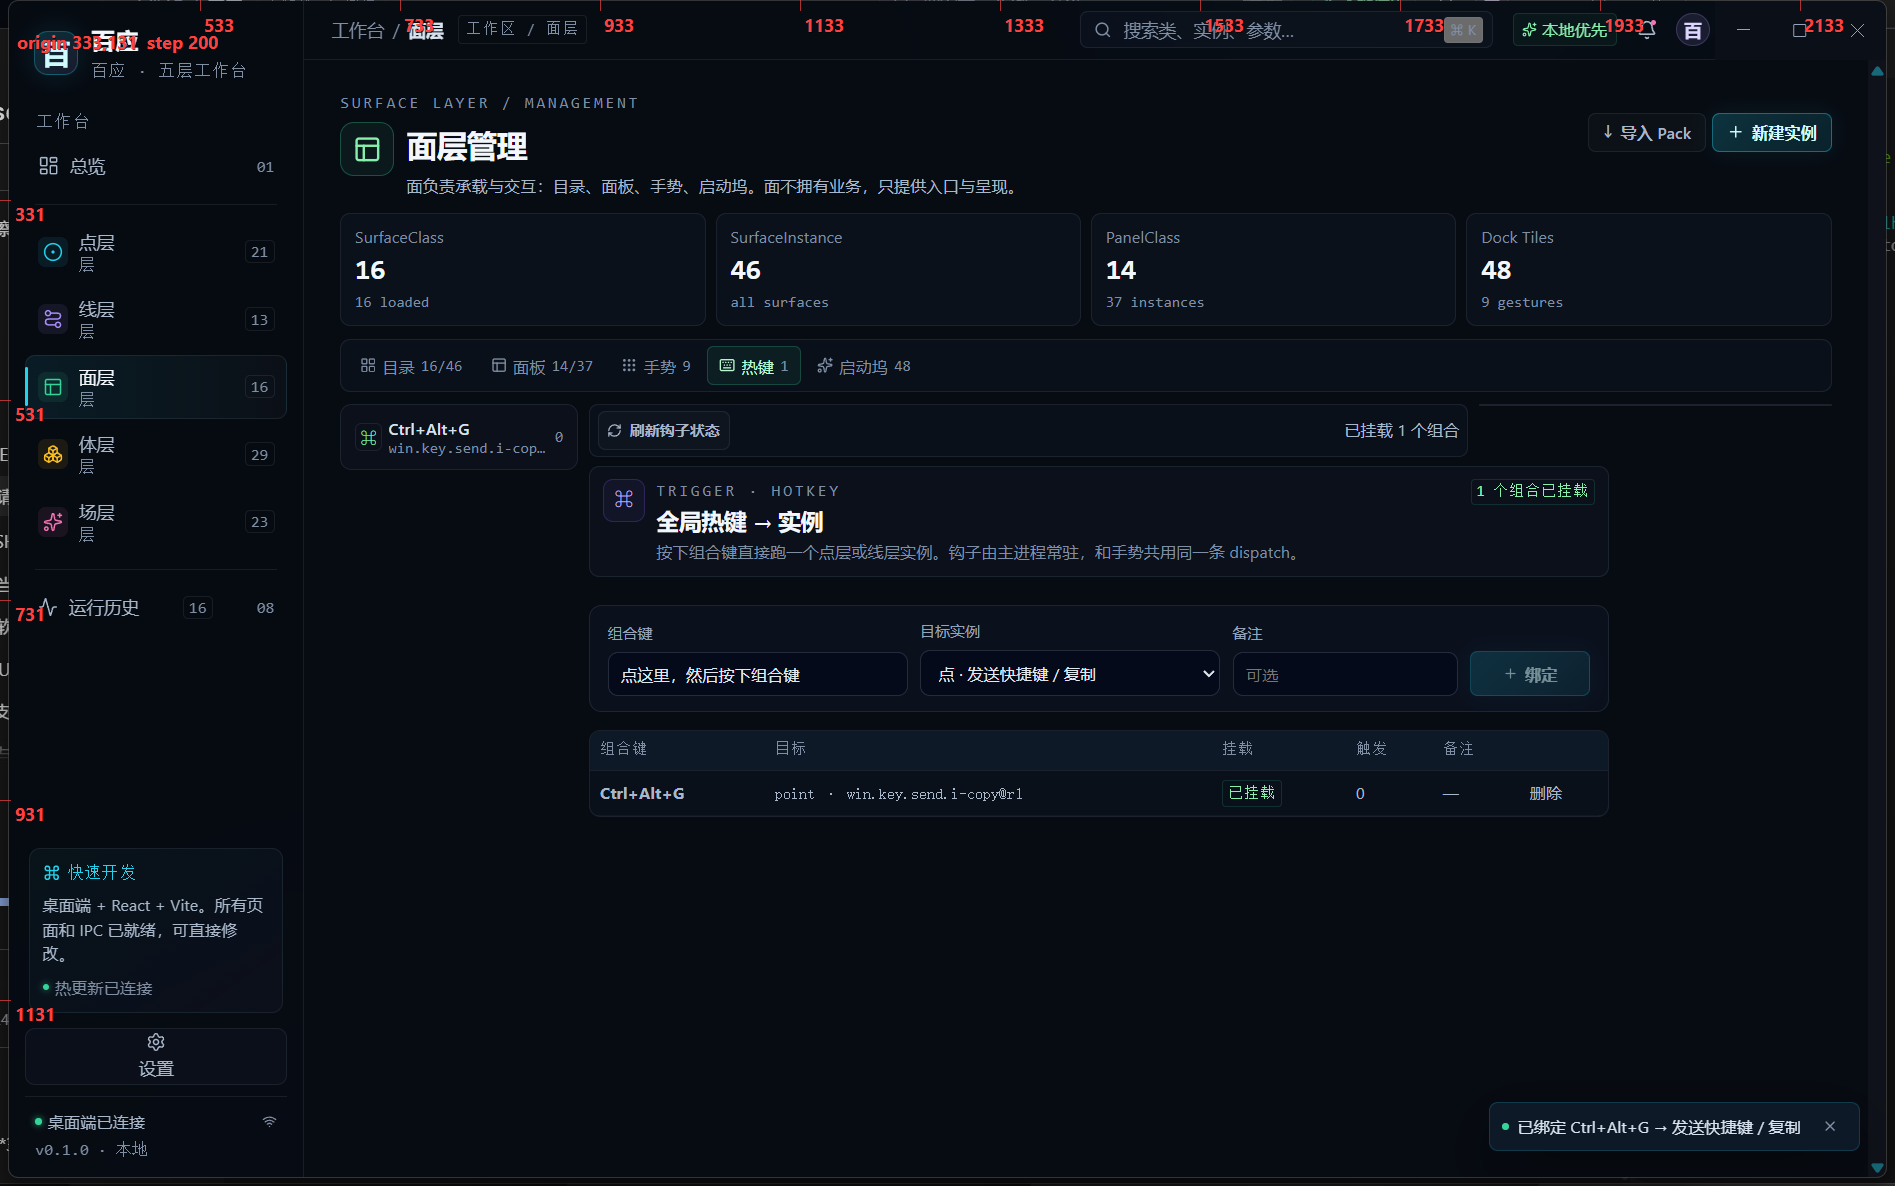 533 733 933 1133 1333 1533 1733 1933 2133
origin 333,131 step 200
百应
百应 · 五层工作台
工作台 / 面层
工作区 / 面层
搜索类、实例、参数...
⌘ K
本地优先
百
工作台
总览 01
331
点层
层
21
线层
层
13
面层
层
16
531
体层
层
29
场层
层
23
731
运行历史 16 08
931
快速开发
桌面端 + React + Vite。所有页
面和 IPC 已就绪，可直接修
改。
热更新已连接
1131
设置
桌面端已连接
v0.1.0 · 本地
SURFACE LAYER / MANAGEMENT
面层管理
面负责承载与交互：目录、面板、手势、启动坞。面不拥有业务，只提供入口与呈现。
↓ 导入 Pack
+ 新建实例
SurfaceClass
16
16 loaded
SurfaceInstance
46
all surfaces
PanelClass
14
37 instances
Dock Tiles
48
9 gestures
目录 16/46
面板 14/37
手势 9
热键 1
启动坞 48
Ctrl+Alt+G
win.key.send.i-cop…
0
刷新钩子状态
已挂载 1 个组合
TRIGGER · HOTKEY
全局热键 → 实例
按下组合键直接跑一个点层或线层实例。钩子由主进程常驻，和手势共用同一条 dispatch。
1 个组合已挂载
组合键
点这里，然后按下组合键
目标实例
点 · 发送快捷键 / 复制
备注
可选
+ 绑定
组合键 目标 挂载 触发 备注
Ctrl+Alt+G point · win.key.send.i-copy@r1 已挂载 0 — 删除
已绑定 Ctrl+Alt+G → 发送快捷键 / 复制